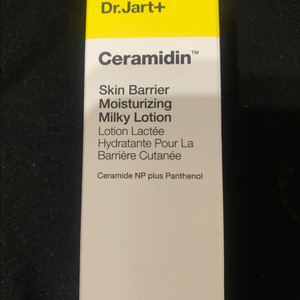 Dr.Jart+
Ceramidin™
Skin Barrier
Moisturizing
Milky Lotion
Lotion Lactée
Hydratante Pour La
Barrière Cutanée
Ceramide NP plus Panthenol